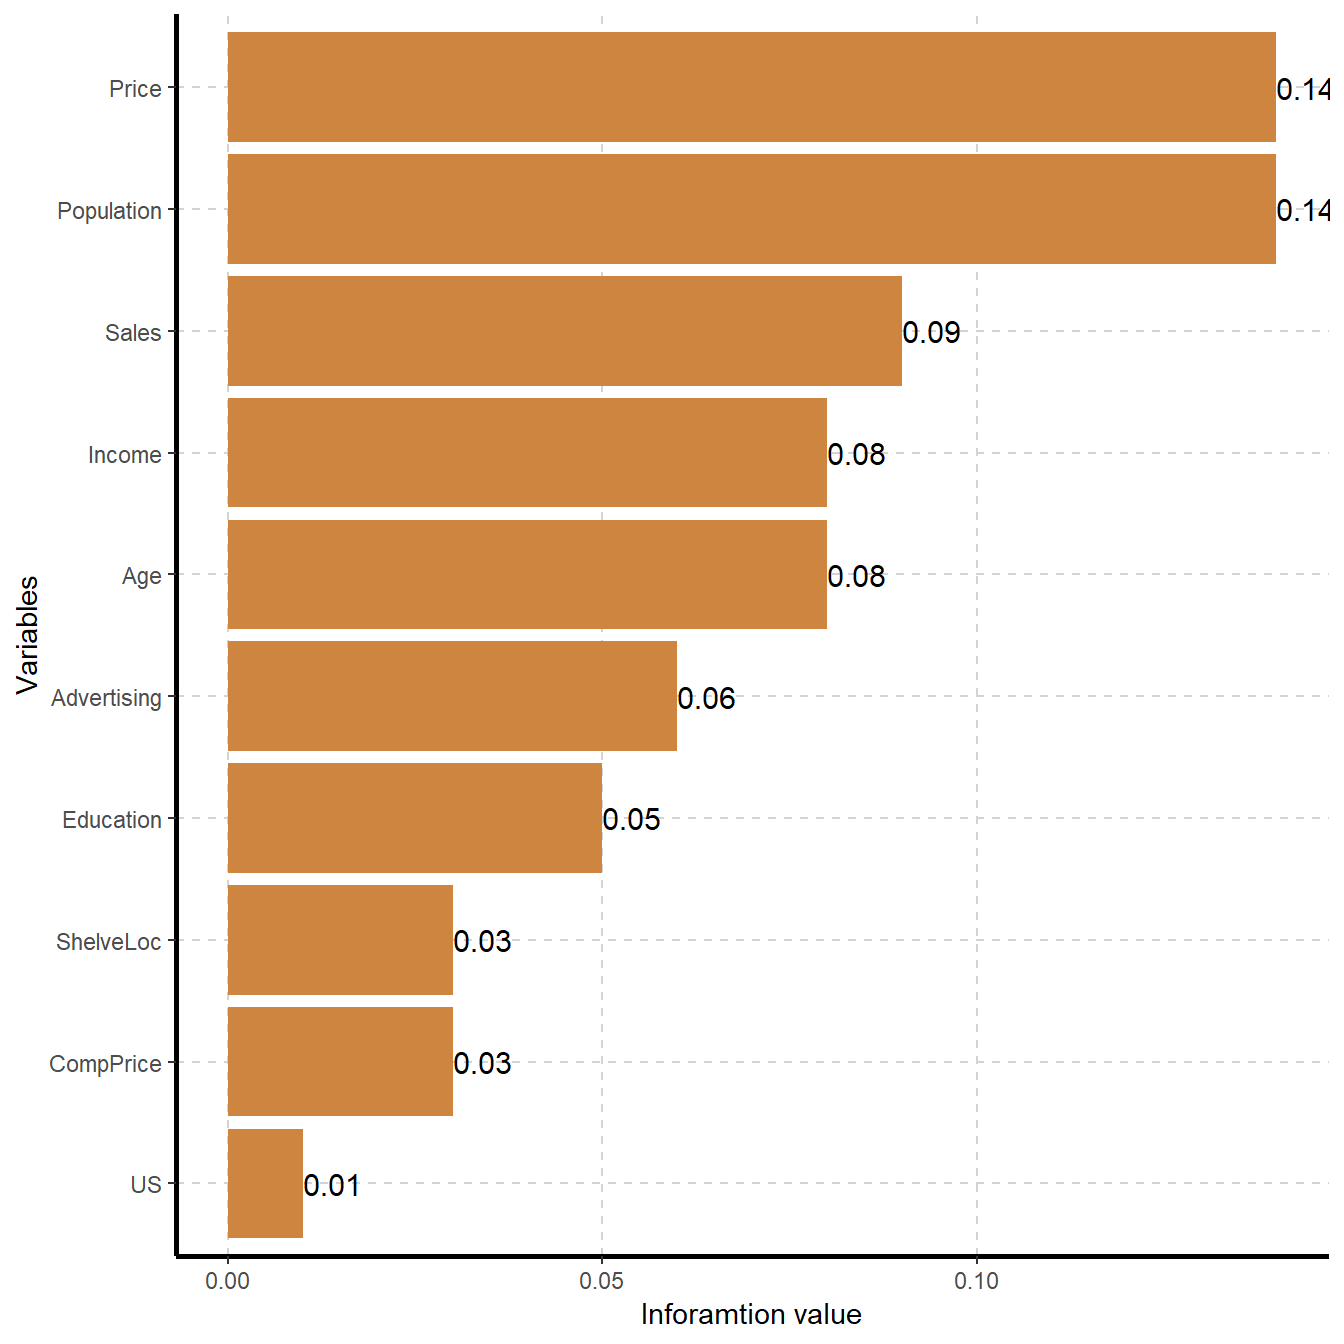 Price
0.14
Population
0.14
Sales
0.09
Income
0.08
Age
0.08
Advertising
0.06
Education
0.05
ShelveLoc
0.03
CompPrice
0.03
US
0.01
Variables
0.00 0.05 0.10
Inforamtion value